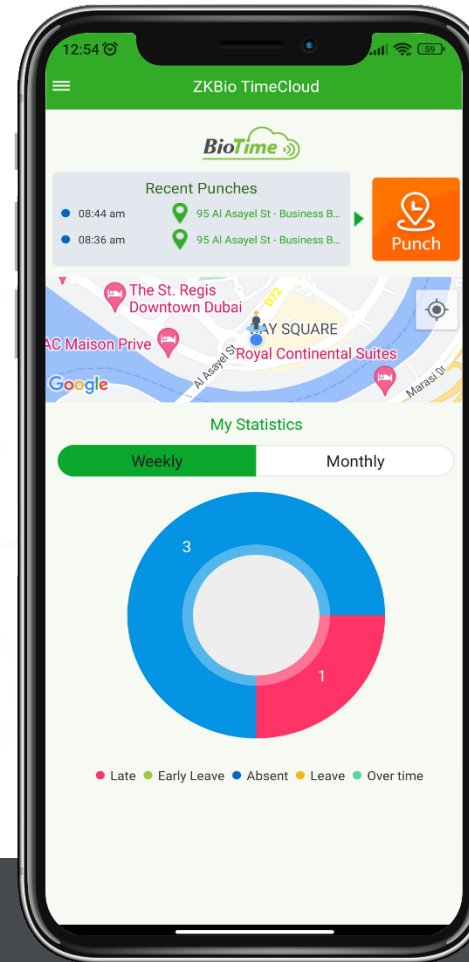 12:54
59
ZKBio TimeCloud
BioTime
Recent Punches
08:44 am 95 Al Asayel St - Business B...
08:36 am 95 Al Asayel St - Business B...
Punch
The St. Regis
Downtown Dubai
D72
AY SQUARE
AC Maison Prive
Royal Continental Suites
Al Asayel St
Marasi Dr
Google
My Statistics
Weekly Monthly
3
1
Late Early Leave Absent Leave Over time